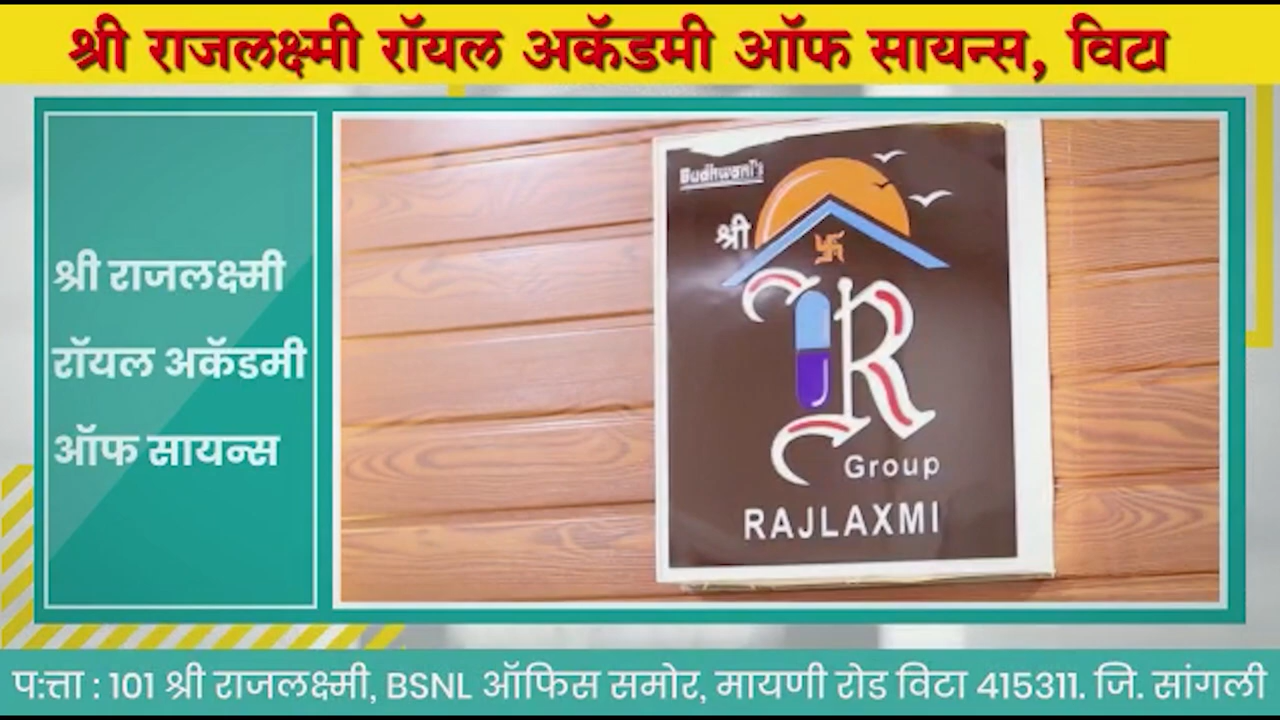 श्री राजलक्ष्मी रॉयल अकॅडमी ऑफ सायन्स, विटा
श्री राजलक्ष्मी
रॉयल अकॅडमी
ऑफ सायन्स
Budhwani's
श्री
R
Group
RAJLAXMI
प:त्ता : 101 श्री राजलक्ष्मी, BSNL ऑफिस समोर, मायणी रोड विटा 415311. जि. सांगली